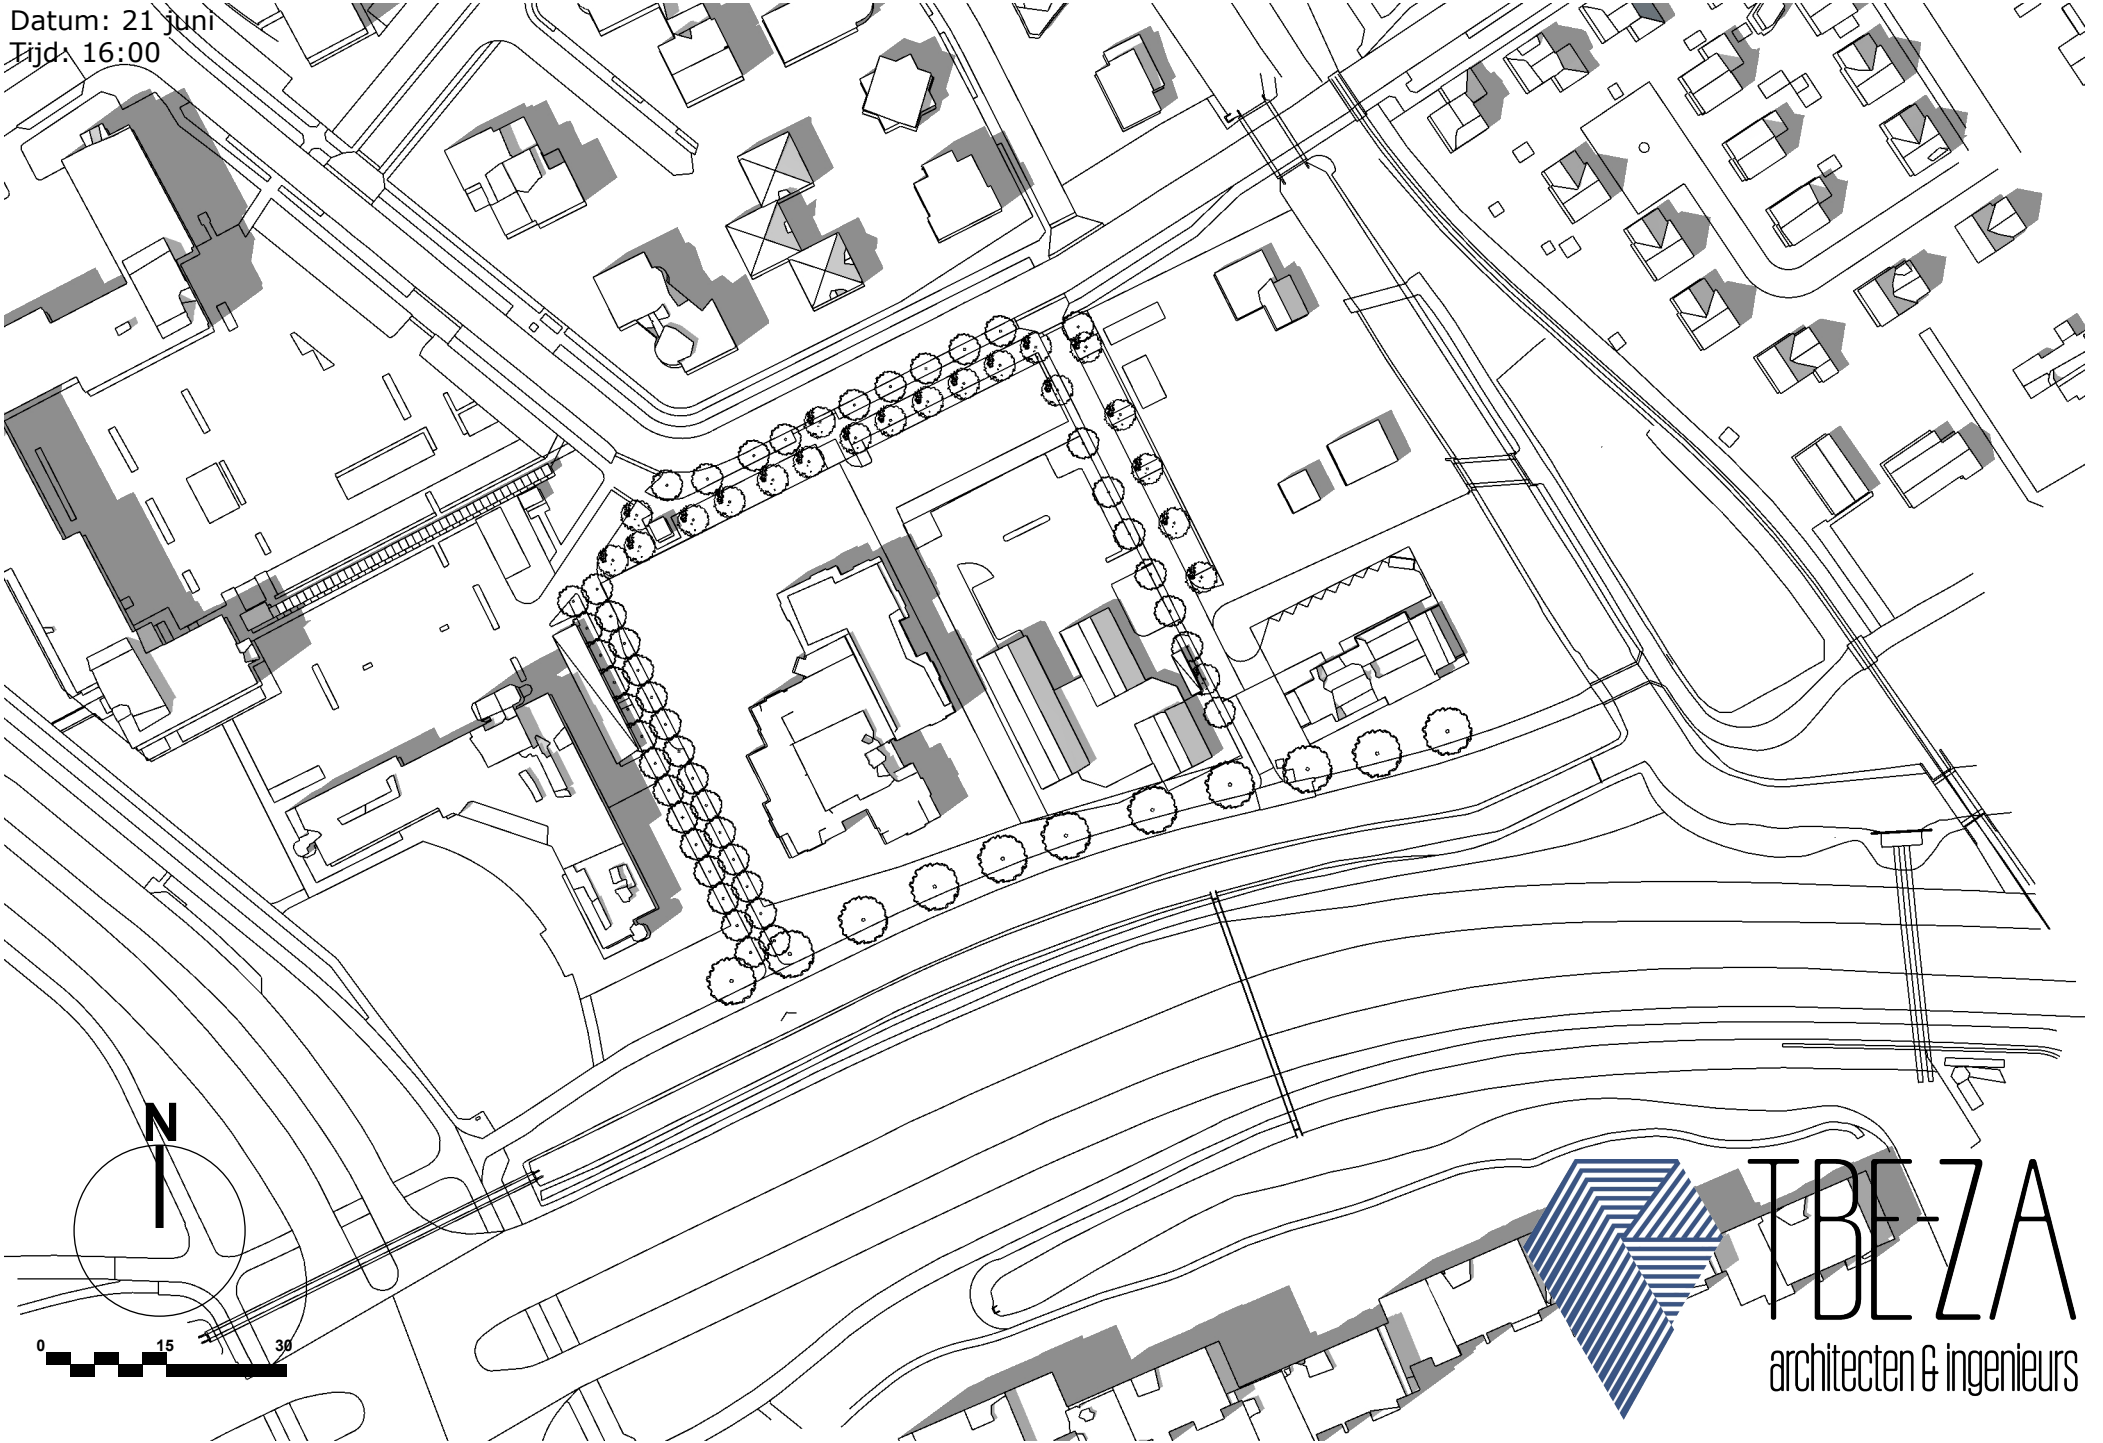 Datum: 21 juni
Tijd: 16:00
N
0 15 30
TBE-ZA
architecten & ingenieurs